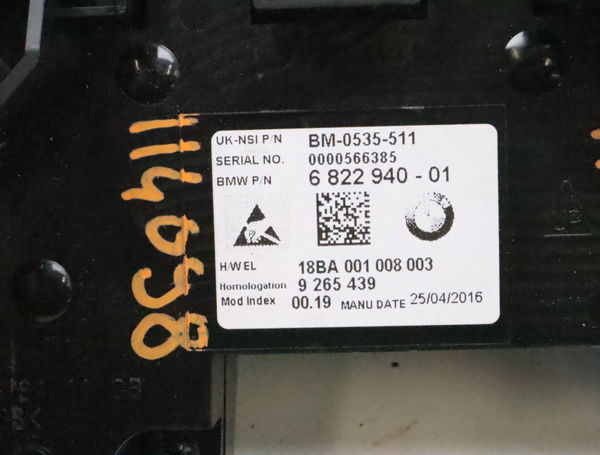 UK-NSI P/N BM-0535-511
SERIAL NO. 0000566385
BMW P/N 6 822 940 - 01
H/W EL 18BA 001 008 003
Homologation 9 265 439
Mod Index 00.19 MANU DATE 25/04/2016